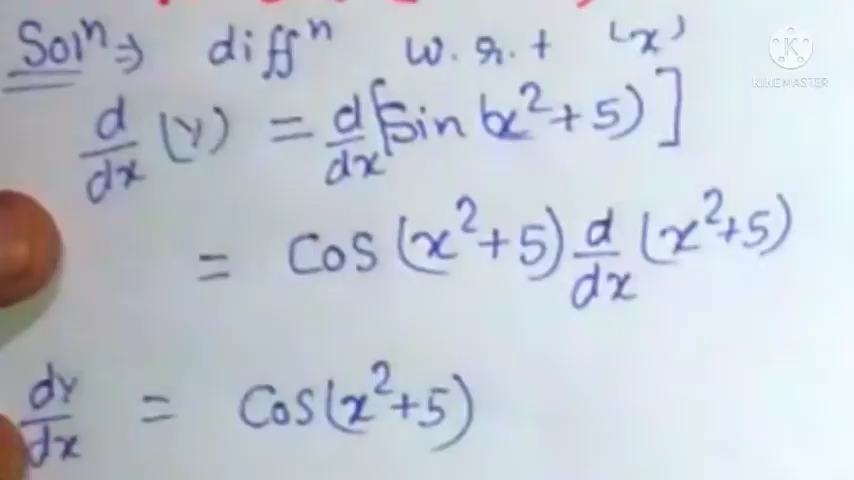 Solⁿ ⇒ diffⁿ w.r.t (x)
d/dx (y) = d/dx [Sin (x²+5)]
= Cos (x²+5) d/dx (x²+5)
dy/dx = Cos(x²+5)
KINEMASTER